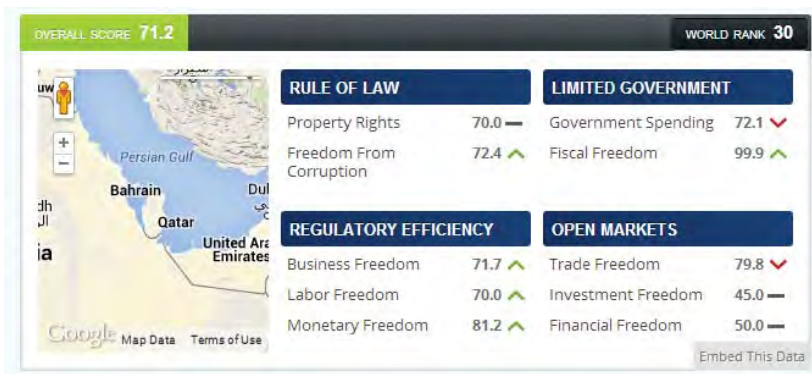 OVERALL SCORE 71.2
WORLD RANK 30
uw
+
−
Persian Gulf
Bahrain
Qatar
United Ara
Emirates
ia
Google Map Data Terms of Use
RULE OF LAW
Property Rights 70.0
Freedom From 72.4
Corruption
LIMITED GOVERNMENT
Government Spending 72.1
Fiscal Freedom 99.9
REGULATORY EFFICIENCY
Business Freedom 71.7
Labor Freedom 70.0
Monetary Freedom 81.2
OPEN MARKETS
Trade Freedom 79.8
Investment Freedom 45.0
Financial Freedom 50.0
Embed This Data